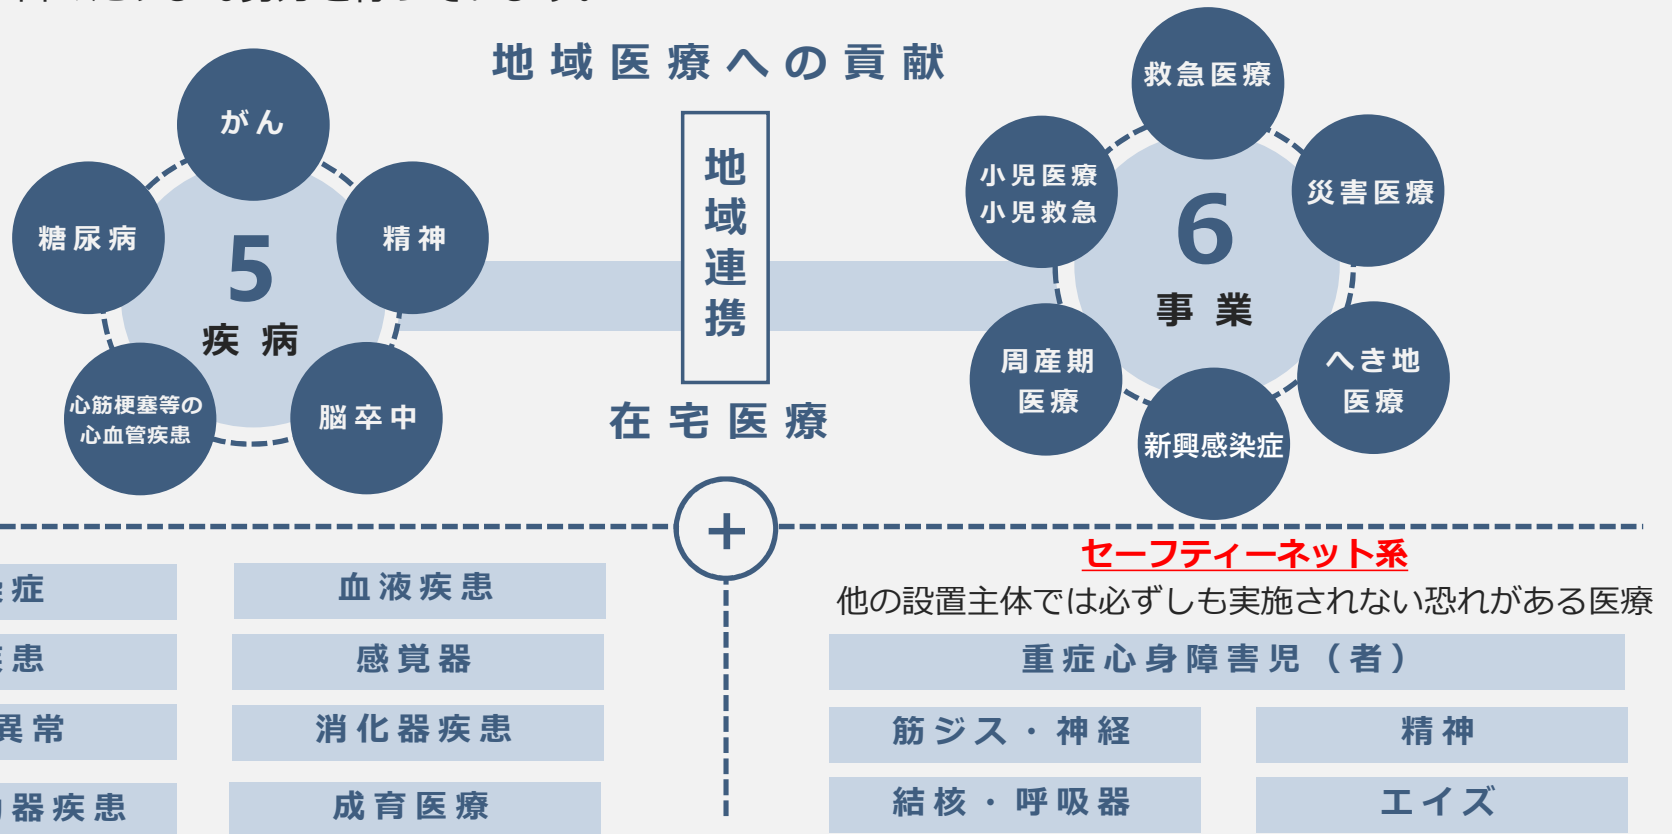 地域医療への貢献
がん
糖尿病
精神
5
疾病
心筋梗塞等の
心血管疾患
脳卒中
地域連携
在宅医療
救急医療
小児医療
小児救急
災害医療
6
事業
周産期
医療
へき地
医療
新興感染症
+
症
血液疾患
患
感覚器
異常
消化器疾患
器疾患
成育医療
セーフティーネット系
他の設置主体では必ずしも実施されない恐れがある医療
重症心身障害児（者）
筋ジス・神経
精神
結核・呼吸器
エイズ